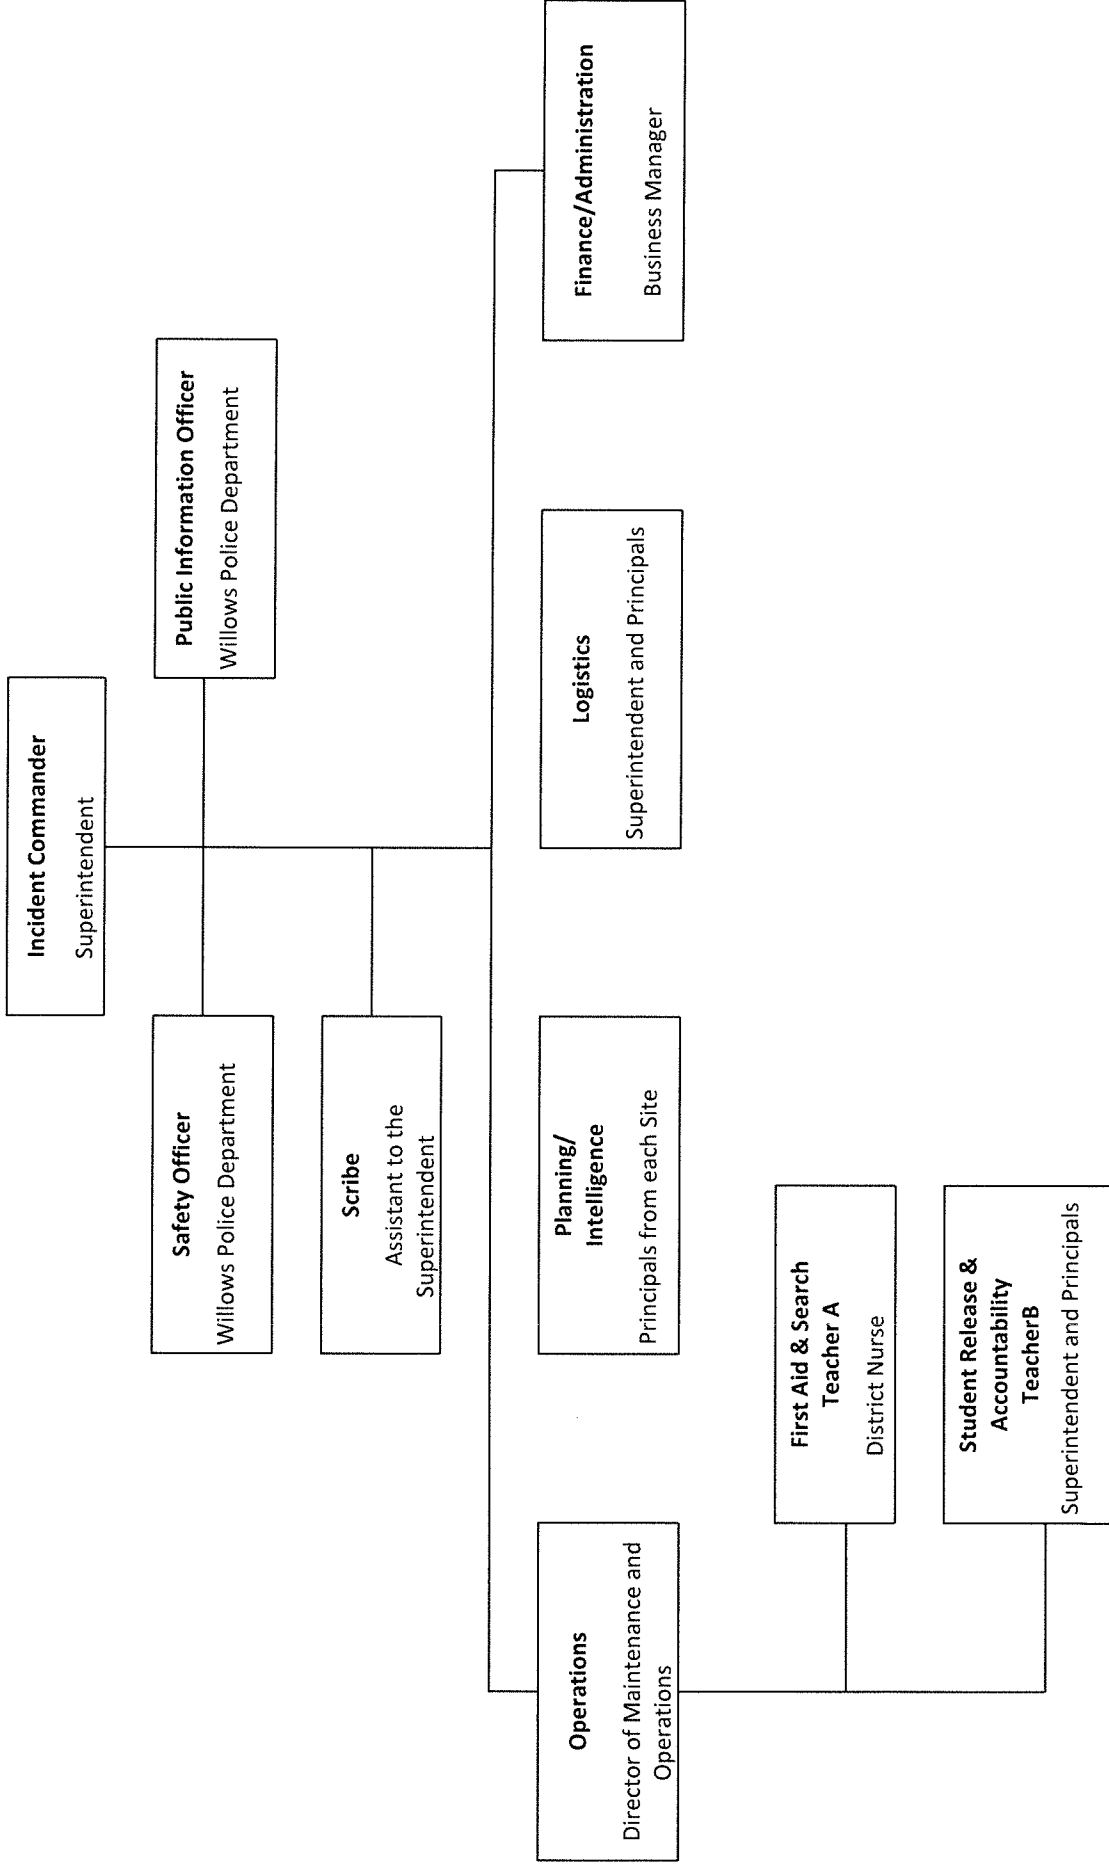 Incident Commander
Superintendent
Safety Officer
Willows Police Department
Public Information Officer
Willows Police Department
Scribe
Assistant to the
Superintendent
Operations
Director of Maintenance and
Operations
Planning/
Intelligence
Principals from each Site
Logistics
Superintendent and Principals
Finance/Administration
Business Manager
First Aid & Search
Teacher A
District Nurse
Student Release &
Accountability
TeacherB
Superintendent and Principals